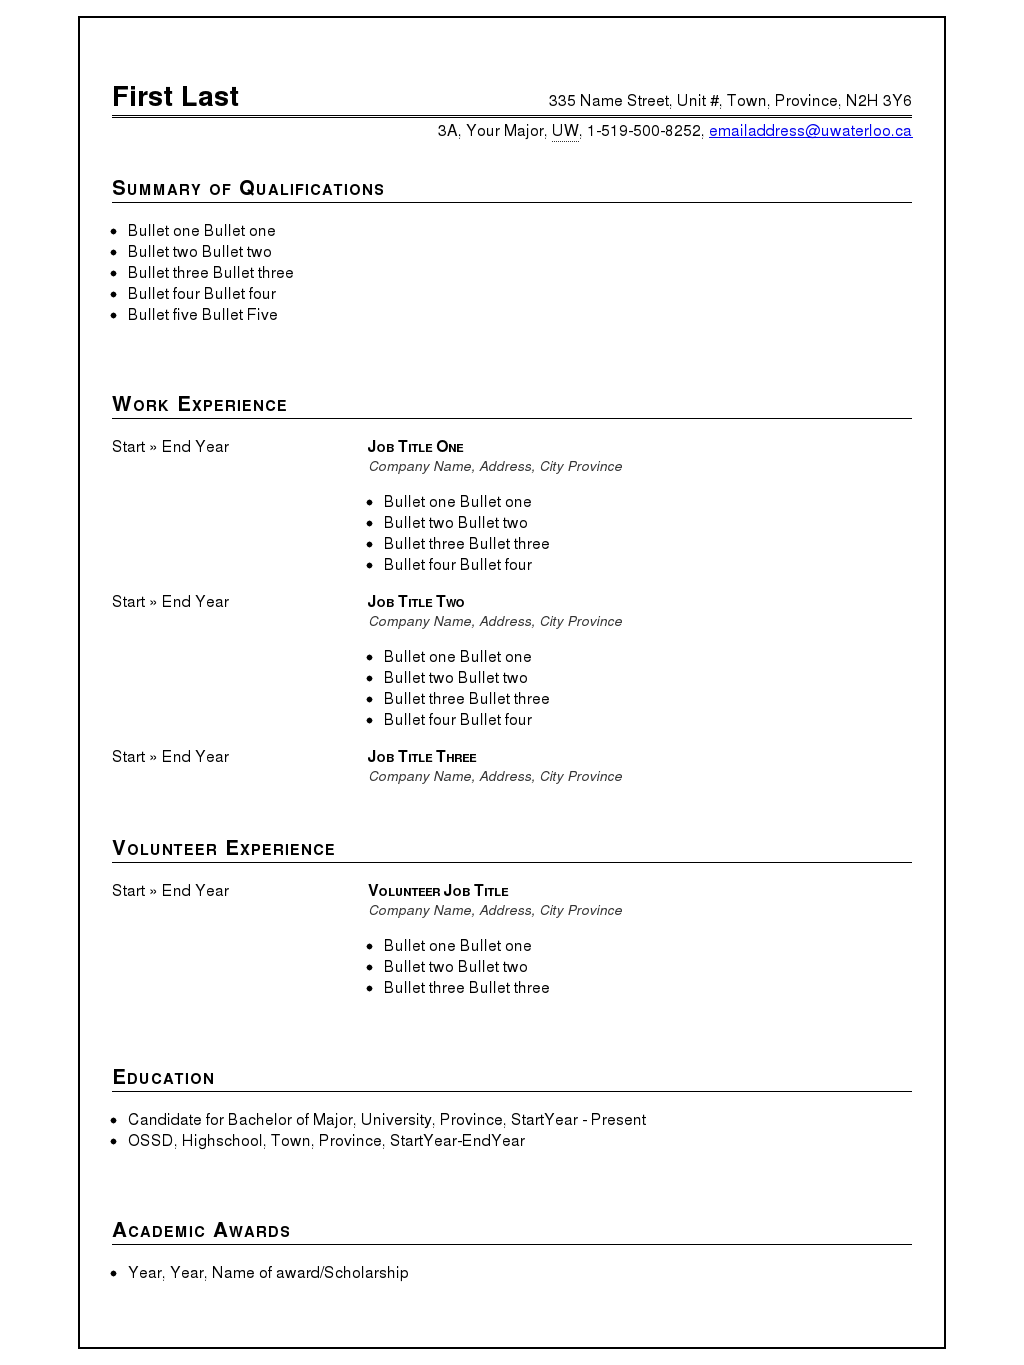 First Last
335 Name Street, Unit #, Town, Province, N2H 3Y6
3A, Your Major, UW, 1-519-500-8252, emailaddress@uwaterloo.ca
Summary of Qualifications
• Bullet one Bullet one
• Bullet two Bullet two
• Bullet three Bullet three
• Bullet four Bullet four
• Bullet five Bullet Five
Work Experience
Start » End Year
Job Title One
Company Name, Address, City Province
• Bullet one Bullet one
• Bullet two Bullet two
• Bullet three Bullet three
• Bullet four Bullet four
Start » End Year
Job Title Two
Company Name, Address, City Province
• Bullet one Bullet one
• Bullet two Bullet two
• Bullet three Bullet three
• Bullet four Bullet four
Start » End Year
Job Title Three
Company Name, Address, City Province
Volunteer Experience
Start » End Year
Volunteer Job Title
Company Name, Address, City Province
• Bullet one Bullet one
• Bullet two Bullet two
• Bullet three Bullet three
Education
• Candidate for Bachelor of Major, University, Province, StartYear - Present
• OSSD, Highschool, Town, Province, StartYear-EndYear
Academic Awards
• Year, Year, Name of award/Scholarship